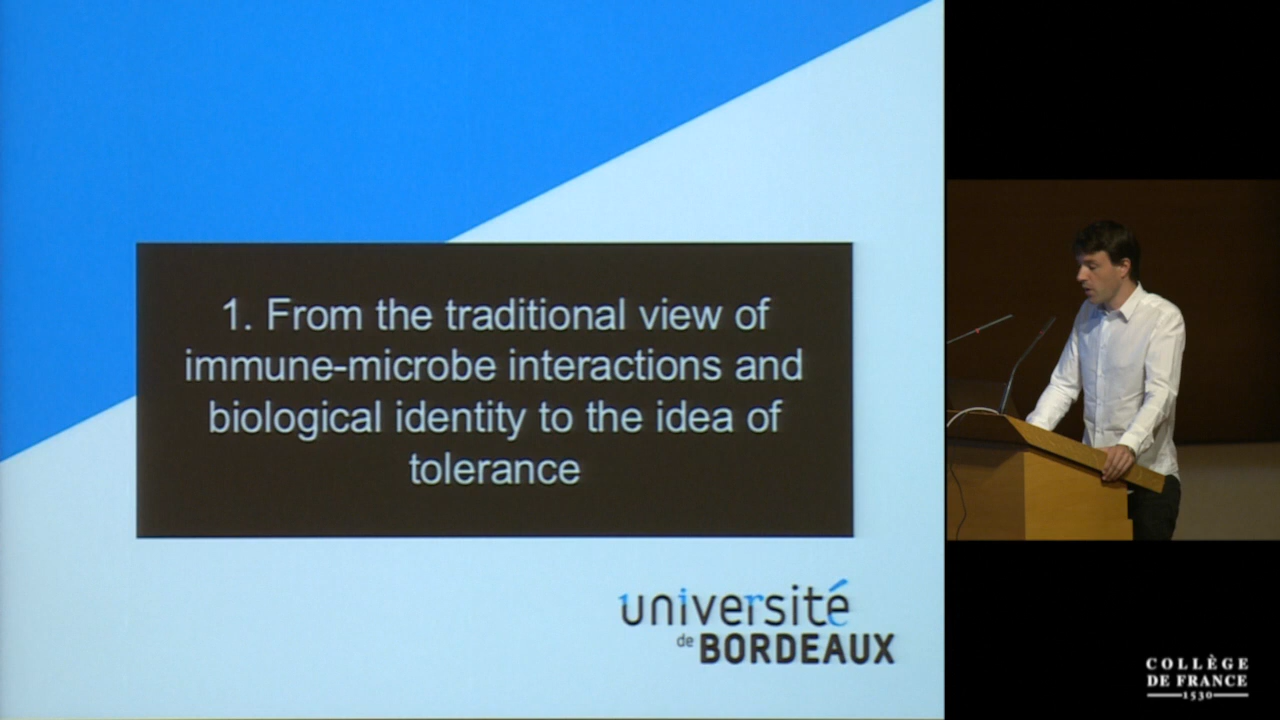 1. From the traditional view of
immune-microbe interactions and
biological identity to the idea of
tolerance
université
de BORDEAUX
COLLÈGE
DE FRANCE
1530